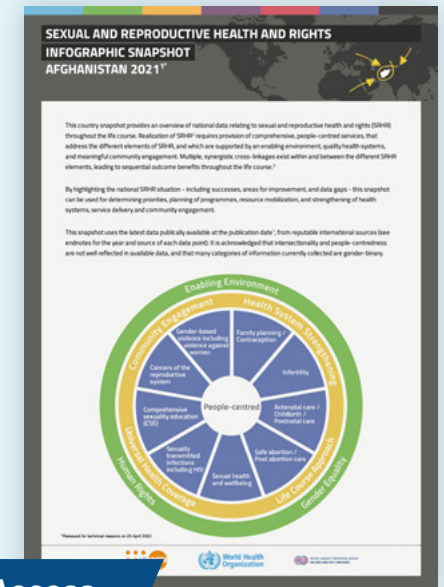 SEXUAL AND REPRODUCTIVE HEALTH AND RIGHTS
INFOGRAPHIC SNAPSHOT
AFGHANISTAN 2021
This country snapshot provides an overview of national data relating to sexual and reproductive health and rights (SRHR)
throughout the life course. Realization of SRHR requires provision of comprehensive, people-centred services, that
address the different elements of SRHR, and which are supported by an enabling environment, quality health systems,
and meaningful community engagement. Multiple, synergistic cross-linkages exist within and between the different SRHR
elements, leading to sequential outcome benefits throughout the life course.
By highlighting the national SRHR situation - including successes, areas for improvement, and data gaps - this snapshot
can be used for determining priorities, planning of programmes, resource mobilization, and strengthening of health
systems, service delivery and community engagement.
This snapshot uses the latest data publically available at the publication date, from reputable international sources (see
endnotes for the year and source of each data point). It is acknowledged that intersectionality and people-centredness
are not well reflected in available data, and that many categories of information currently collected are gender-binary.
Enabling Environment
Community Engagement
Health System Strengthening
Gender-based
violence including
violence against
women
Family planning /
Contraception
Cancers of the
reproductive
system
Infertility
People-centred
Comprehensive
sexuality education
(CSE)
Antenatal care /
Childbirth /
Postnatal care
Sexually
transmitted
infections
including HIV
Safe abortion /
Post abortion care
Sexual health
and wellbeing
Universal Health Coverage
Life Course Approach
Human Rights
Gender Equality
*Reissued for technical reasons on 20 April 2022
World Health
Organization